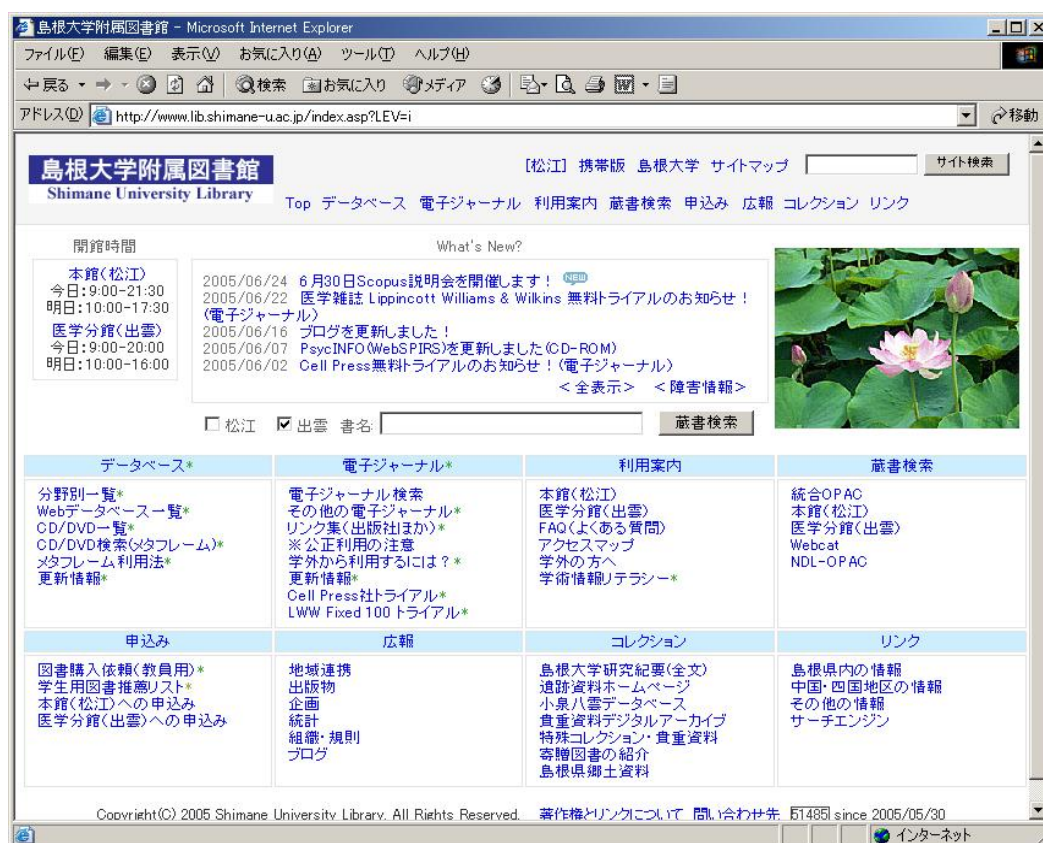 島根大学附属図書館 - Microsoft Internet Explorer
ファイル(F) 編集(E) 表示(V) お気に入り(A) ツール(T) ヘルプ(H)
戻る 検索 お気に入り メディア
アドレス(D) http://www.lib.shimane-u.ac.jp/index.asp?LEV=i 移動
島根大学附属図書館
Shimane University Library
[松江] 携帯版 島根大学 サイトマップ サイト検索
Top データベース 電子ジャーナル 利用案内 蔵書検索 申込み 広報 コレクション リンク
開館時間
本館(松江)
今日:9:00-21:30
明日:10:00-17:30
医学分館(出雲)
今日:9:00-20:00
明日:10:00-16:00
What's New?
2005/06/24 6月30日Scopus説明会を開催します! NEW
2005/06/22 医学雑誌 Lippincott Williams & Wilkins 無料トライアルのお知らせ!
(電子ジャーナル)
2005/06/16 ブログを更新しました!
2005/06/07 PsycINFO(WebSPIRS)を更新しました(CD-ROM)
2005/06/02 Cell Press無料トライアルのお知らせ!(電子ジャーナル)
<全表示> <障害情報>
松江 出雲 書名: 蔵書検索
データベース*
分野別一覧*
Webデータベース一覧*
CD/DVD一覧*
CD/DVD検索(メタフレーム)*
メタフレーム利用法*
更新情報*
電子ジャーナル*
電子ジャーナル検索
その他の電子ジャーナル*
リンク集(出版社ほか)*
※公正利用の注意
学外から利用するには?*
更新情報*
Cell Press社トライアル*
LWW Fixed 100 トライアル*
利用案内
本館(松江)
医学分館(出雲)
FAQ(よくある質問)
アクセスマップ
学外の方へ
学術情報リテラシー*
蔵書検索
統合OPAC
本館(松江)
医学分館(出雲)
Webcat
NDL-OPAC
申込み
図書購入依頼(教員用)*
学生用図書推薦リスト*
本館(松江)への申込み
医学分館(出雲)への申込み
広報
地域連携
出版物
企画
統計
組織・規則
ブログ
コレクション
島根大学研究紀要(全文)
遺跡資料ホームページ
小泉八雲データベース
貴重資料デジタルアーカイブ
特殊コレクション・貴重資料
寄贈図書の紹介
島根県郷土資料
リンク
島根県内の情報
中国・四国地区の情報
その他の情報
サーチエンジン
Copyright(C) 2005 Shimane University Library. All Rights Reserved. 著作権とリンクについて 問い合わせ先 51485 since 2005/05/30
インターネット